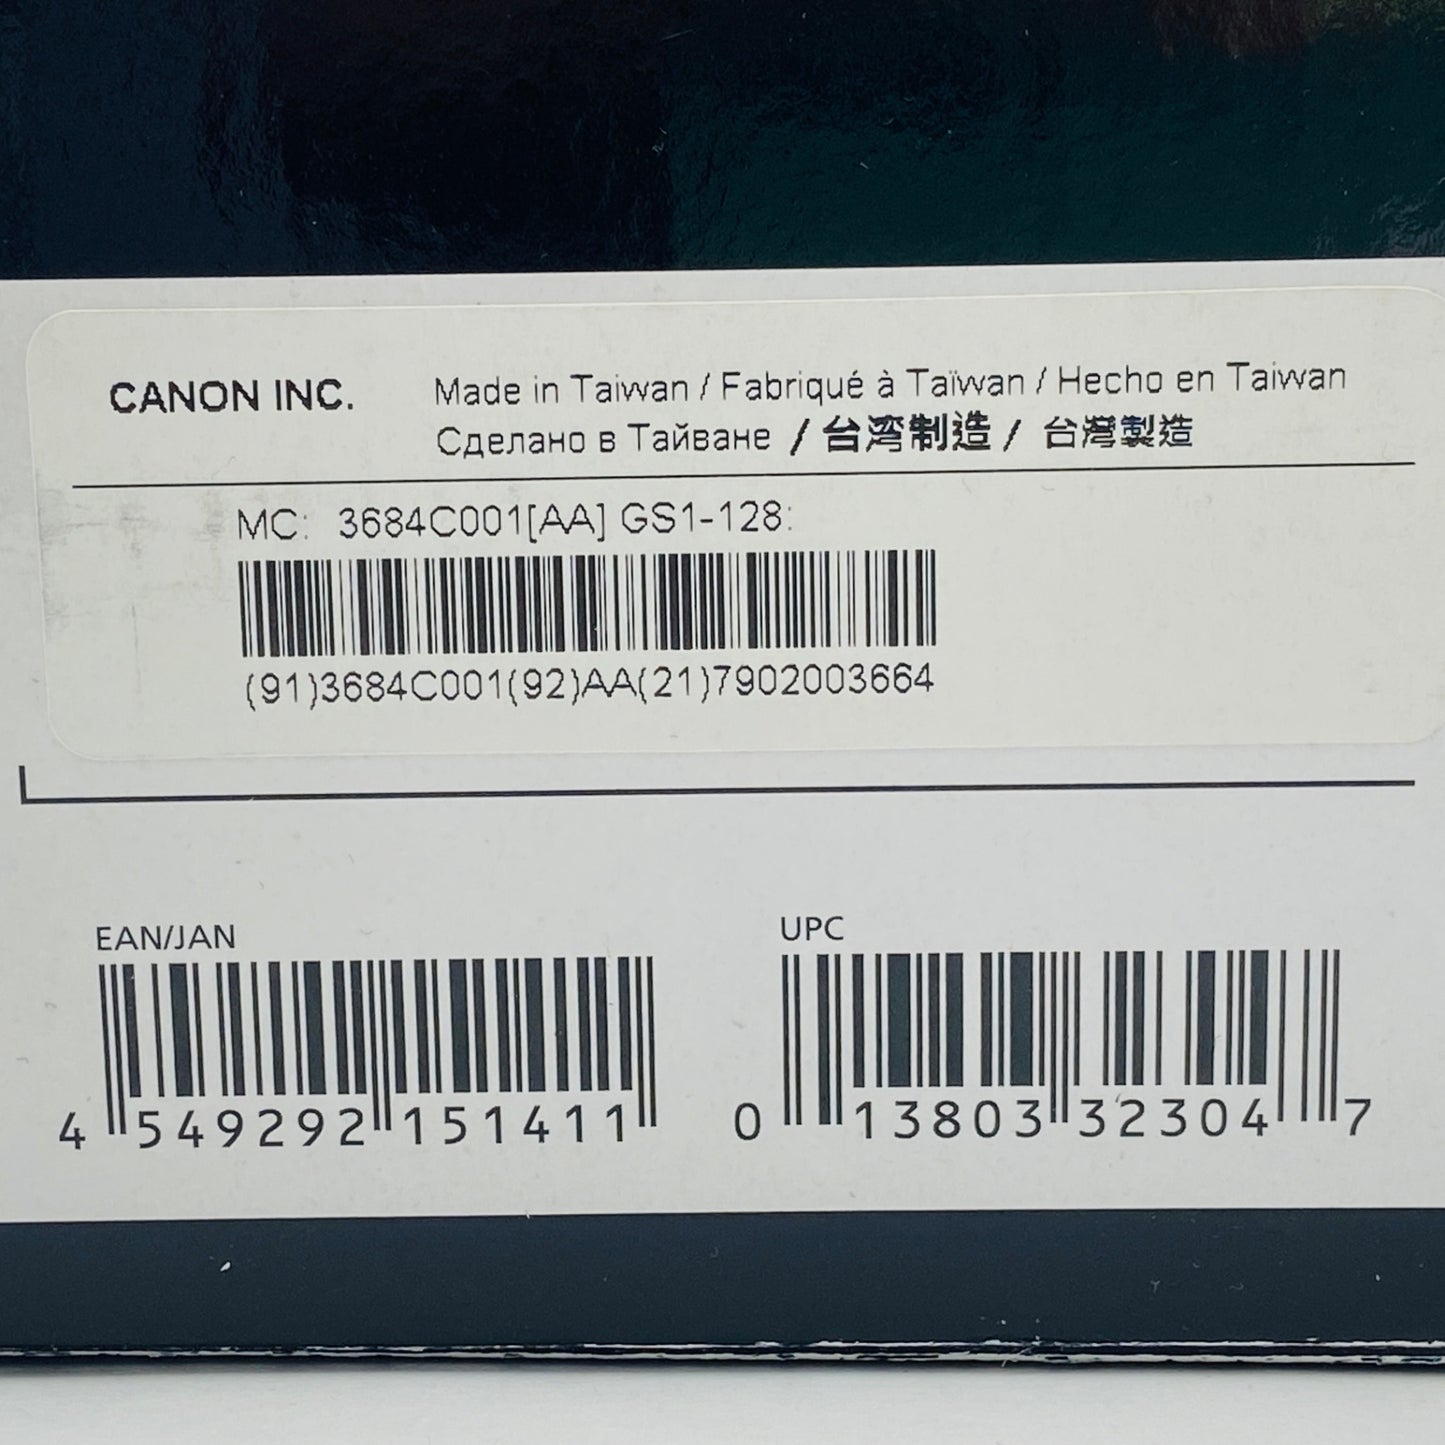 CANON INC.
Made in Taiwan / Fabriqué à Taïwan / Hecho en Taiwan
Сделано в Тайване / 台湾制造 / 台灣製造
MC: 3684C001[AA] GS1-128:
(91)3684C001(92)AA(21)7902003664
EAN/JAN
4 549292 151411
UPC
0 13803 32304 7